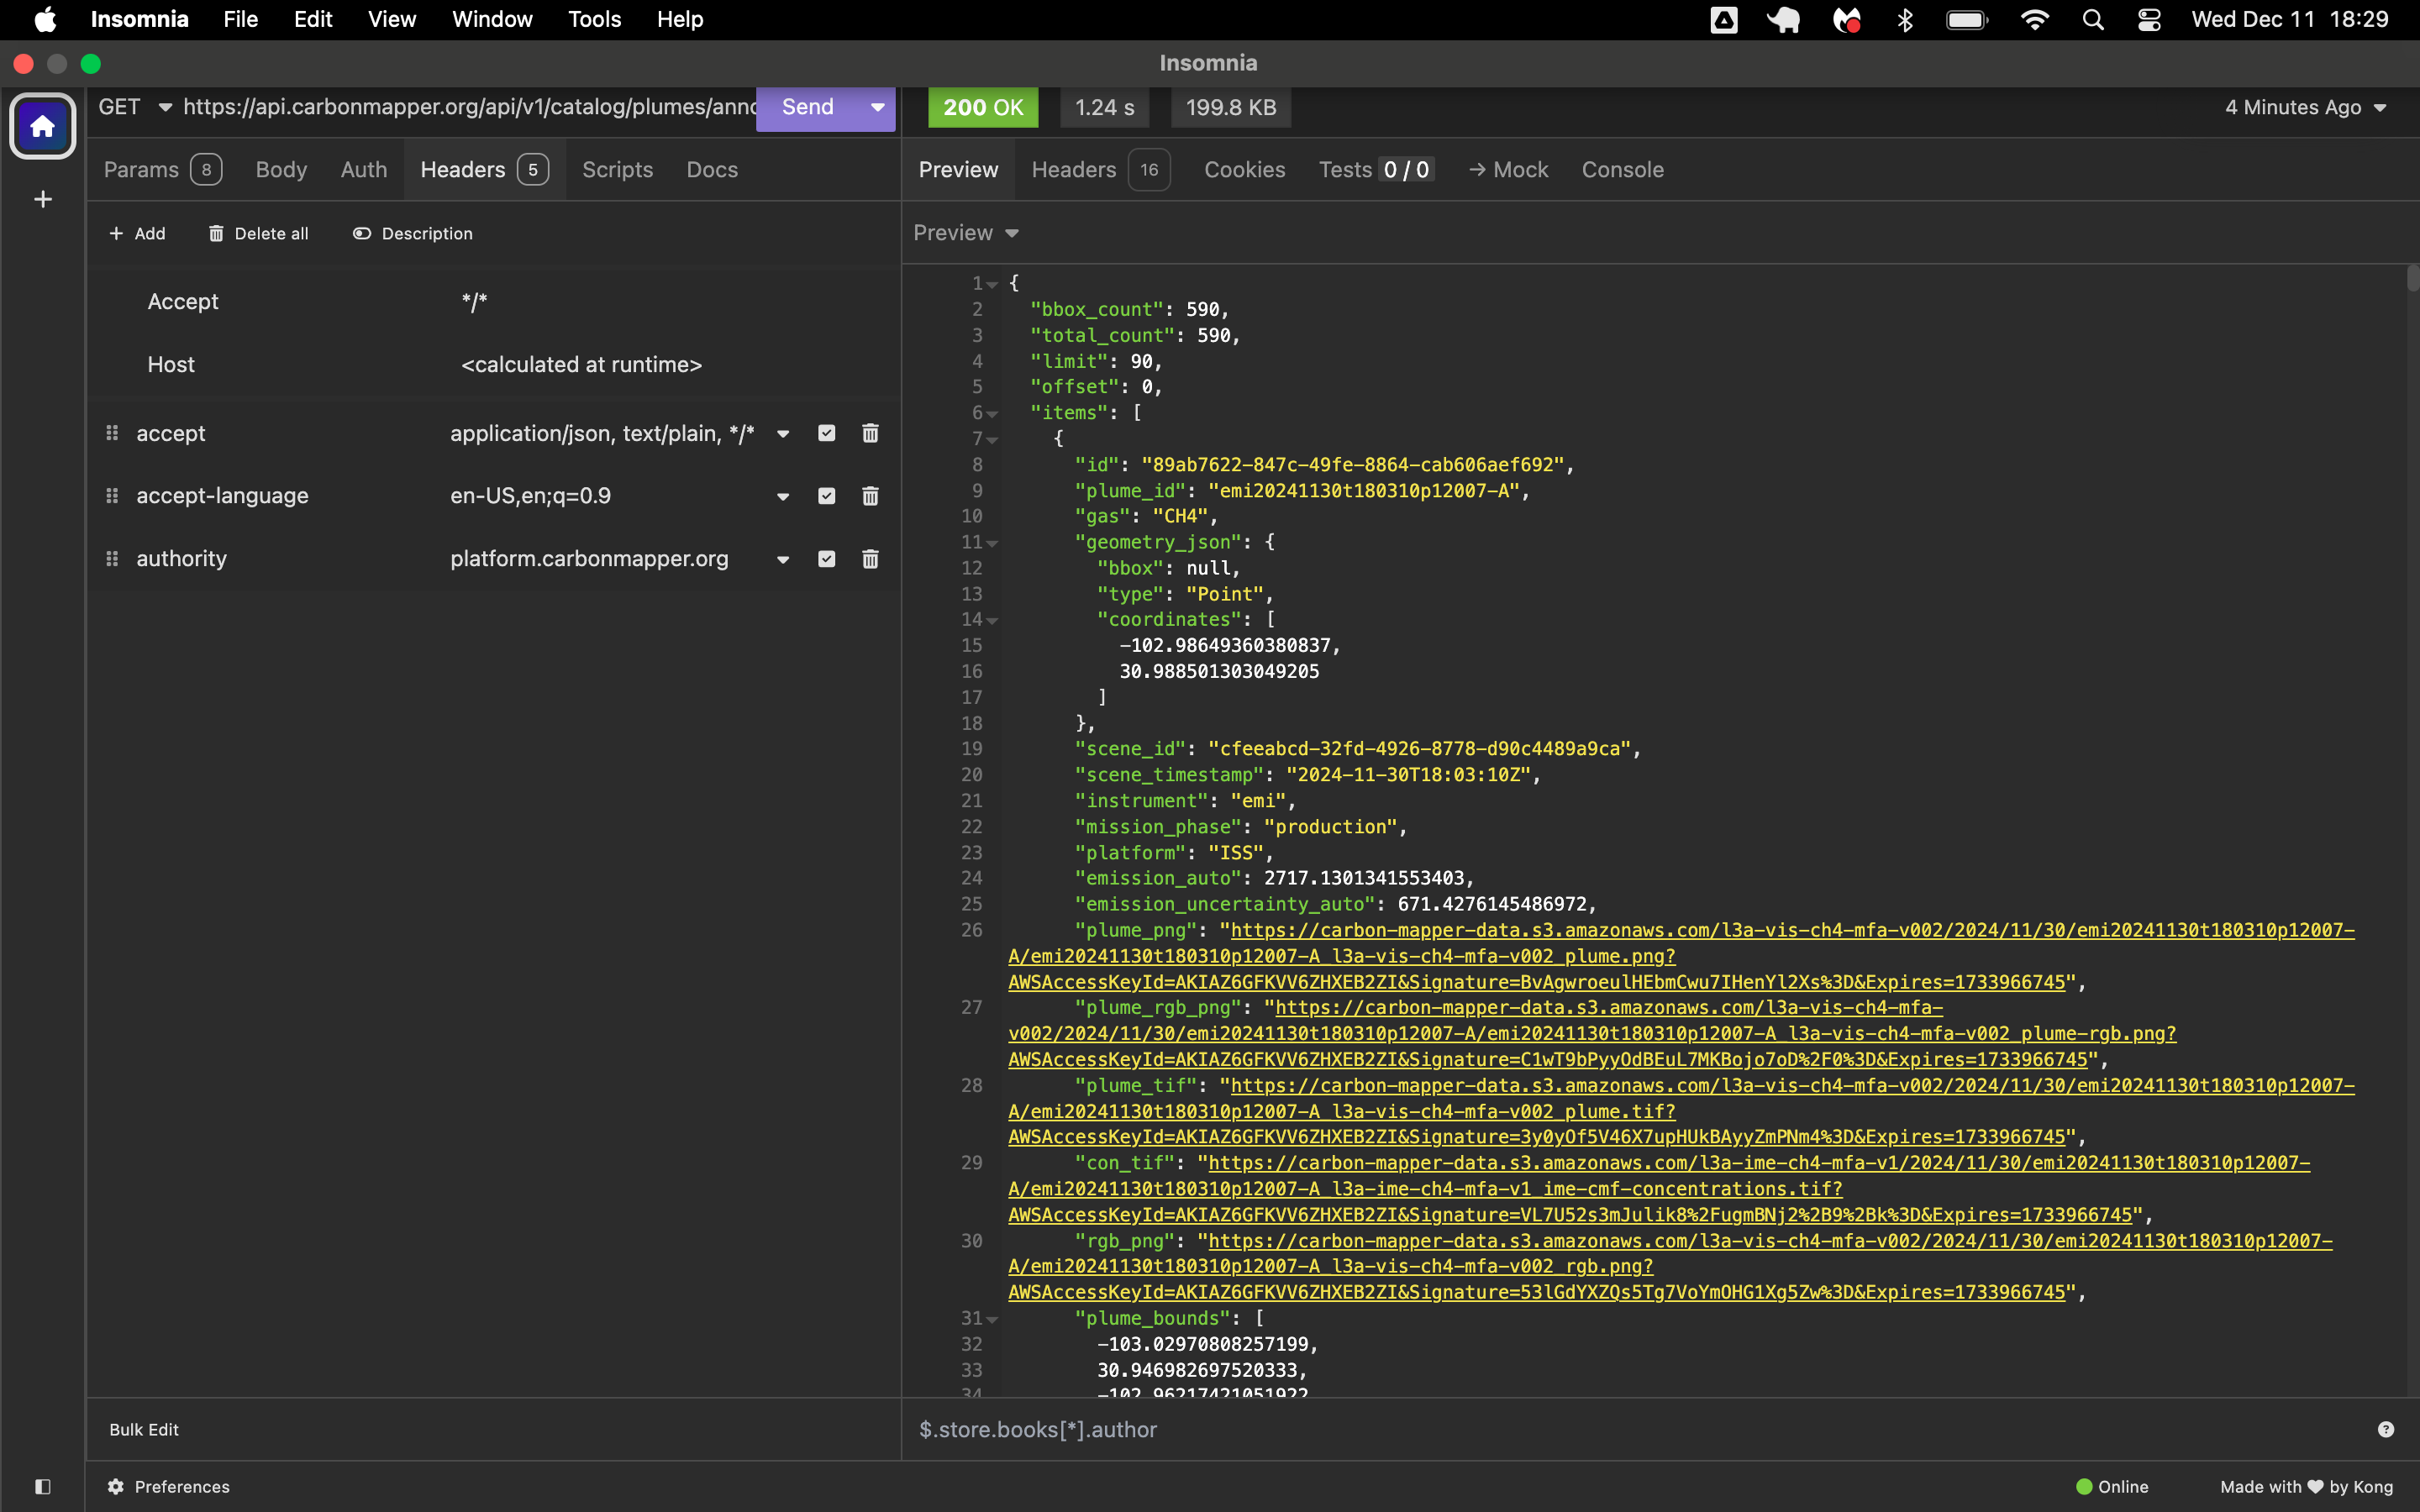 Insomnia File Edit View Window Tools Help Wed Dec 11 18:29
Insomnia
GET https://api.carbonmapper.org/api/v1/catalog/plumes/anno Send
Params 8 Body Auth Headers 5 Scripts Docs
+ Add Delete all Description
Accept */*
Host <calculated at runtime>
accept application/json, text/plain, */*
accept-language en-US,en;q=0.9
authority platform.carbonmapper.org
Bulk Edit
200 OK 1.24 s 199.8 KB 4 Minutes Ago
Preview Headers 16 Cookies Tests 0 / 0 → Mock Console
Preview
1 {
2 "bbox_count": 590,
3 "total_count": 590,
4 "limit": 90,
5 "offset": 0,
6 "items": [
7 {
8 "id": "89ab7622-847c-49fe-8864-cab606aef692",
9 "plume_id": "emi20241130t180310p12007-A",
10 "gas": "CH4",
11 "geometry_json": {
12 "bbox": null,
13 "type": "Point",
14 "coordinates": [
15 -102.98649360380837,
16 30.988501303049205
17 ]
18 },
19 "scene_id": "cfeeabcd-32fd-4926-8778-d90c4489a9ca",
20 "scene_timestamp": "2024-11-30T18:03:10Z",
21 "instrument": "emi",
22 "mission_phase": "production",
23 "platform": "ISS",
24 "emission_auto": 2717.1301341553403,
25 "emission_uncertainty_auto": 671.4276145486972,
26 "plume_png": "https://carbon-mapper-data.s3.amazonaws.com/l3a-vis-ch4-mfa-v002/2024/11/30/emi20241130t180310p12007-
A/emi20241130t180310p12007-A_l3a-vis-ch4-mfa-v002_plume.png?
AWSAccessKeyId=AKIAZ6GFKVV6ZHXEB2ZI&Signature=BvAgwroeulHEbmCwu7IHenYl2Xs%3D&Expires=1733966745",
27 "plume_rgb_png": "https://carbon-mapper-data.s3.amazonaws.com/l3a-vis-ch4-mfa-
v002/2024/11/30/emi20241130t180310p12007-A/emi20241130t180310p12007-A_l3a-vis-ch4-mfa-v002_plume-rgb.png?
AWSAccessKeyId=AKIAZ6GFKVV6ZHXEB2ZI&Signature=C1wT9bPyyOdBEuL7MKBojo7oD%2F0%3D&Expires=1733966745",
28 "plume_tif": "https://carbon-mapper-data.s3.amazonaws.com/l3a-vis-ch4-mfa-v002/2024/11/30/emi20241130t180310p12007-
A/emi20241130t180310p12007-A_l3a-vis-ch4-mfa-v002_plume.tif?
AWSAccessKeyId=AKIAZ6GFKVV6ZHXEB2ZI&Signature=3y0yOf5V46X7upHUkBAyyZmPNm4%3D&Expires=1733966745",
29 "con_tif": "https://carbon-mapper-data.s3.amazonaws.com/l3a-ime-ch4-mfa-v1/2024/11/30/emi20241130t180310p12007-
A/emi20241130t180310p12007-A_l3a-ime-ch4-mfa-v1_ime-cmf-concentrations.tif?
AWSAccessKeyId=AKIAZ6GFKVV6ZHXEB2ZI&Signature=VL7U52s3mJulik8%2FugmBNj2%2B9%2Bk%3D&Expires=1733966745",
30 "rgb_png": "https://carbon-mapper-data.s3.amazonaws.com/l3a-vis-ch4-mfa-v002/2024/11/30/emi20241130t180310p12007-
A/emi20241130t180310p12007-A_l3a-vis-ch4-mfa-v002_rgb.png?
AWSAccessKeyId=AKIAZ6GFKVV6ZHXEB2ZI&Signature=53lGdYXZQs5Tg7VoYmOHG1Xg5Zw%3D&Expires=1733966745",
31 "plume_bounds": [
32 -103.02970808257199,
33 30.946982697520333,
34 -102.96217421051922
$.store.books[*].author
Preferences Online Made with ♥ by Kong